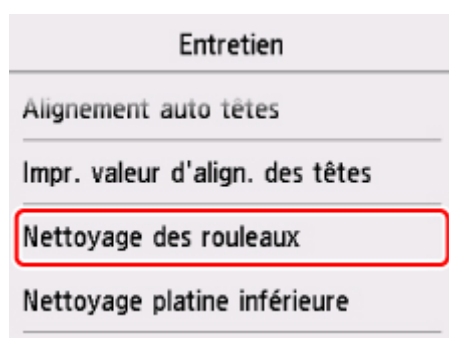 Entretien
Alignement auto têtes
Impr. valeur d'align. des têtes
Nettoyage des rouleaux
Nettoyage platine inférieure